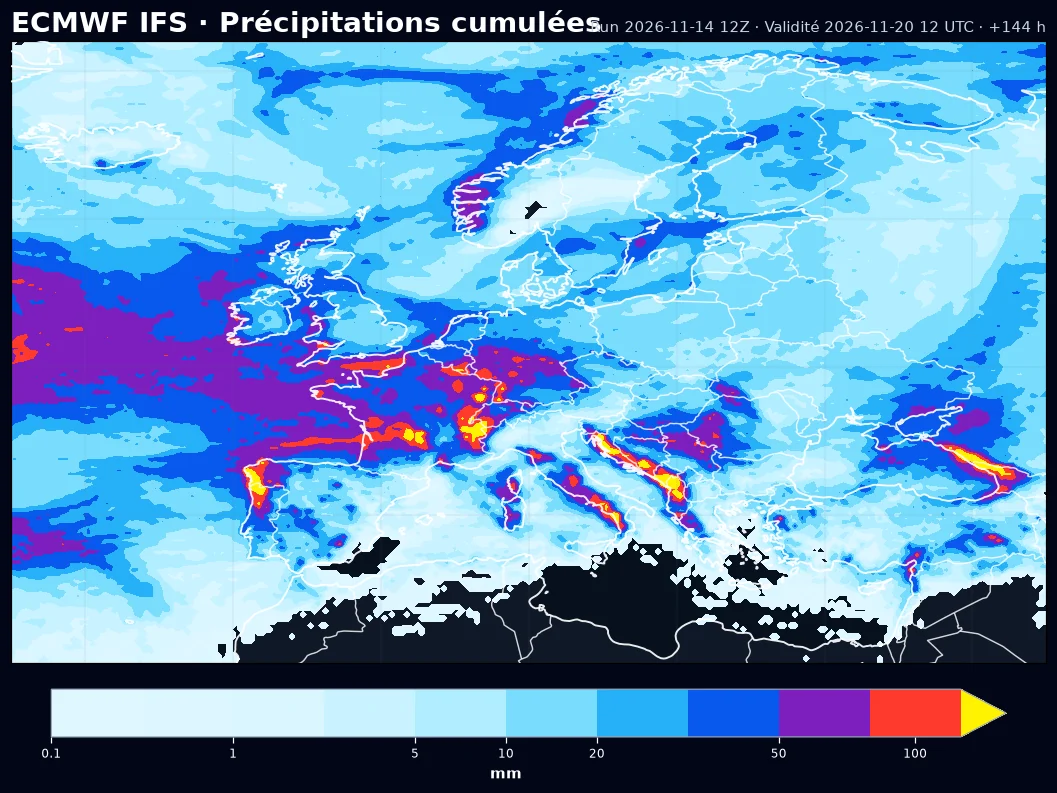 ECMWF IFS · Précipitations cumulées
Run 2026-11-14 12Z · Validité 2026-11-20 12 UTC · +144 h
0.1 1 5 10 20 50 100
mm